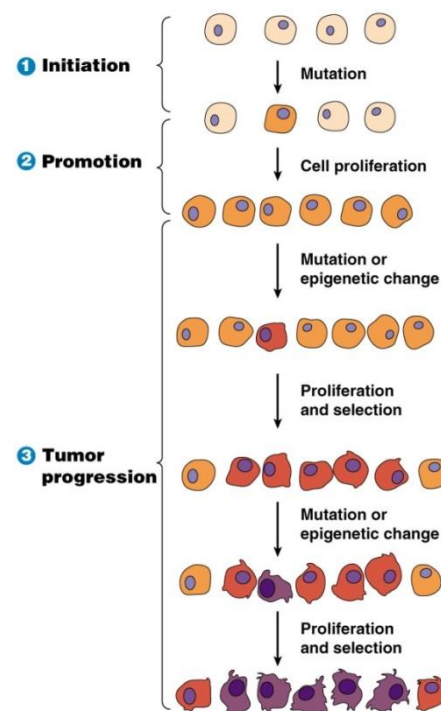 1 Initiation
Mutation
2 Promotion
Cell proliferation
Mutation or
epigenetic change
Proliferation
and selection
3 Tumor
progression
Mutation or
epigenetic change
Proliferation
and selection